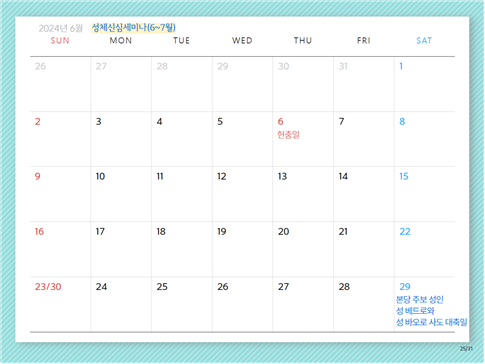 2024년 6월 성체신심세미나(6~7월)
SUN MON TUE WED THU FRI SAT
26 27 28 29 30 31 1
2 3 4 5 6 7 8
현충일
9 10 11 12 13 14 15
16 17 18 19 20 21 22
23/30 24 25 26 27 28 29
본당 주보 성인
성 베드로와
성 바오로 사도 대축일
25/31